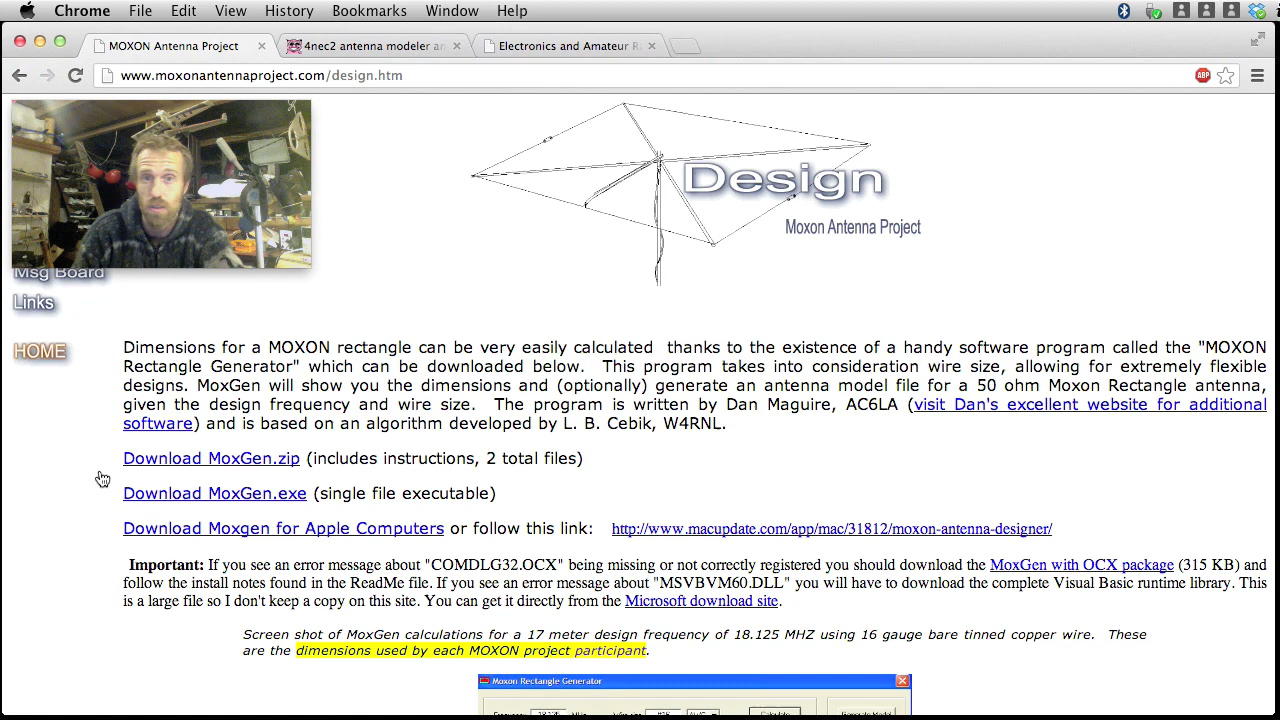 Chrome File Edit View History Bookmarks Window Help
MOXON Antenna Project
4nec2 antenna modeler an
Electronics and Amateur R
www.moxonantennaproject.com/design.htm
ABP
Design
Moxon Antenna Project
Msg Board
Links
HOME
Dimensions for a MOXON rectangle can be very easily calculated thanks to the existence of a handy software program called the "MOXON
Rectangle Generator" which can be downloaded below. This program takes into consideration wire size, allowing for extremely flexible
designs. MoxGen will show you the dimensions and (optionally) generate an antenna model file for a 50 ohm Moxon Rectangle antenna,
given the design frequency and wire size. The program is written by Dan Maguire, AC6LA (visit Dan's excellent website for additional
software) and is based on an algorithm developed by L. B. Cebik, W4RNL.
Download MoxGen.zip (includes instructions, 2 total files)
Download MoxGen.exe (single file executable)
Download Moxgen for Apple Computers or follow this link: http://www.macupdate.com/app/mac/31812/moxon-antenna-designer/
Important: If you see an error message about "COMDLG32.OCX" being missing or not correctly registered you should download the MoxGen with OCX package (315 KB) and
follow the install notes found in the ReadMe file. If you see an error message about "MSVBVM60.DLL" you will have to download the complete Visual Basic runtime library. This
is a large file so I don't keep a copy on this site. You can get it directly from the Microsoft download site.
Screen shot of MoxGen calculations for a 17 meter design frequency of 18.125 MHZ using 16 gauge bare tinned copper wire. These
are the dimensions used by each MOXON project participant.
Moxon Rectangle Generator